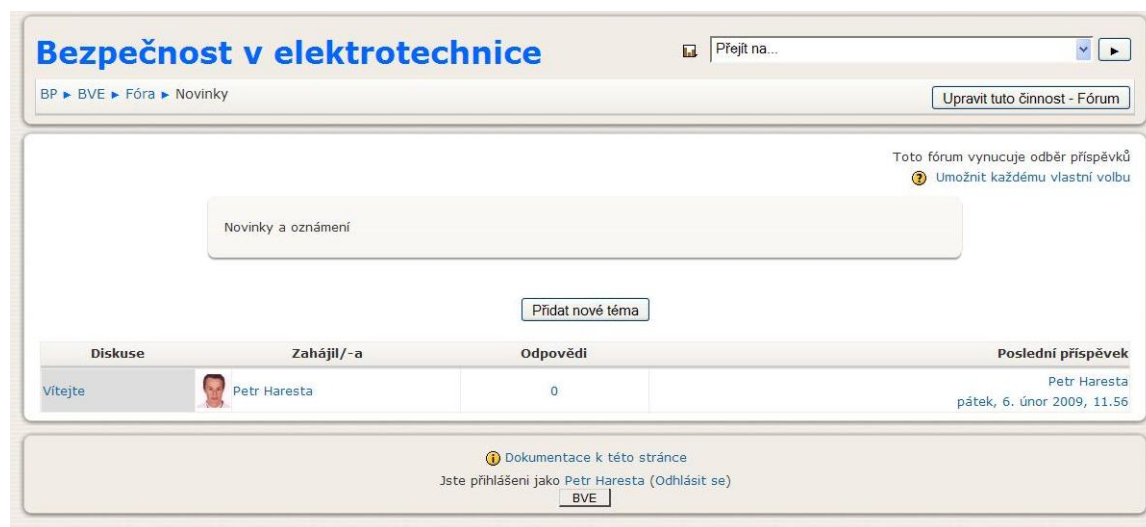 Bezpečnost v elektrotechnice
Přejít na...
BP ► BVE ► Fóra ► Novinky
Upravit tuto činnost - Fórum
Toto fórum vynucuje odběr příspěvků
Umožnit každému vlastní volbu
Novinky a oznámení
Přidat nové téma
Diskuse Zahájil/-a Odpovědi Poslední příspěvek
Vítejte Petr Haresta 0 Petr Haresta
pátek, 6. únor 2009, 11.56
Dokumentace k této stránce
Jste přihlášeni jako Petr Haresta (Odhlásit se)
BVE